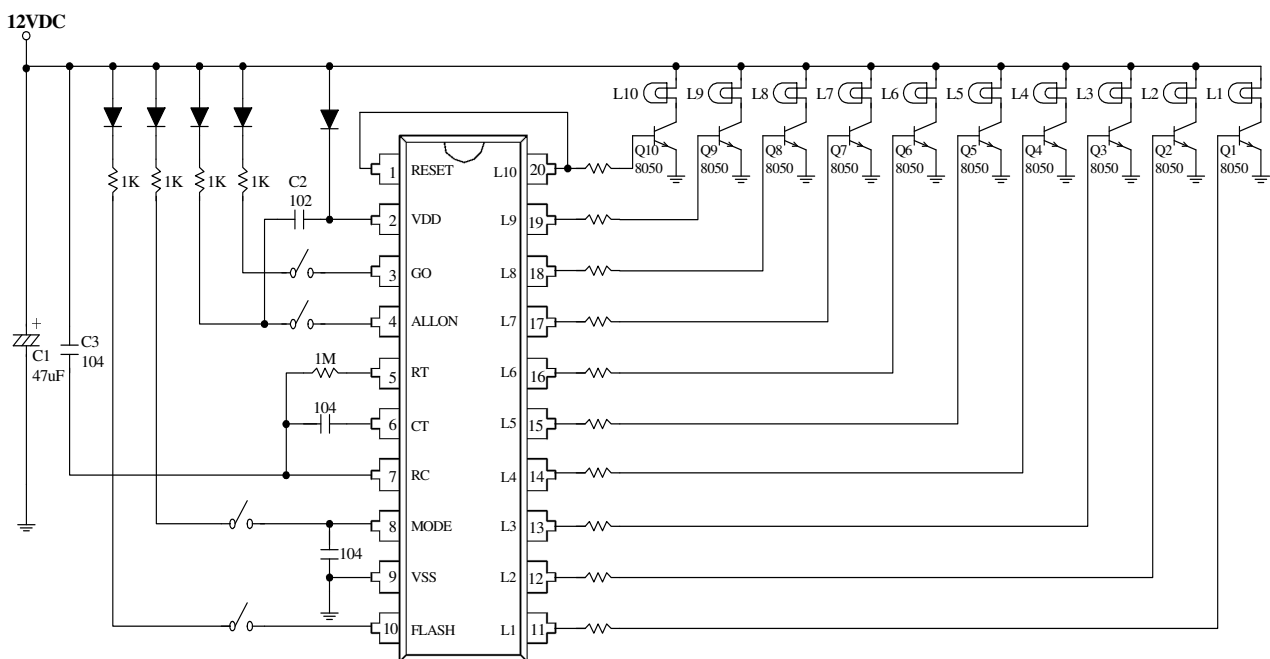 12VDC
L10
L9
L8
L7
L6
L5
L4
L3
L2
L1
Q10
8050
Q9
8050
Q8
8050
Q7
8050
Q6
8050
Q5
8050
Q4
8050
Q3
8050
Q2
8050
Q1
8050
1K
1K
1K
1K
C2
102
1 RESET
L10 20
2 VDD
L9 19
3 GO
L8 18
4 ALLON
L7 17
C1
47uF
+
C3
104
1M
5 RT
L6 16
104
6 CT
L5 15
7 RC
L4 14
8 MODE
L3 13
104
9 VSS
L2 12
10 FLASH
L1 11